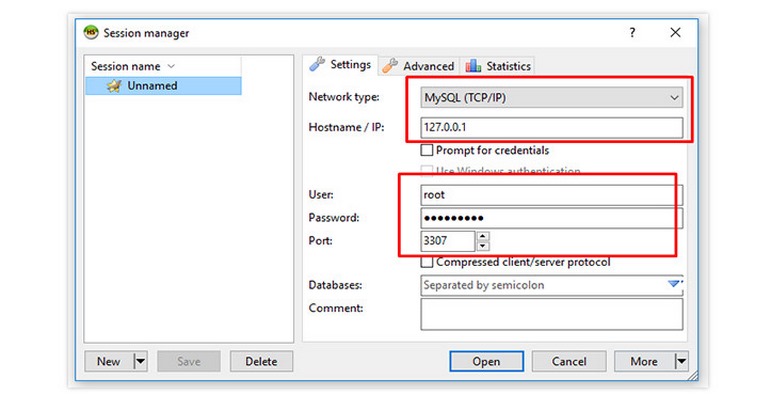 Session manager
Session name
Unnamed
Settings
Advanced
Statistics
Network type:
MySQL (TCP/IP)
Hostname / IP:
127.0.0.1
Prompt for credentials
Use Windows authentication
User:
root
Password:
●●●●●●●●●
Port:
3307
Compressed client/server protocol
Databases:
Separated by semicolon
Comment:
New
Save
Delete
Open
Cancel
More